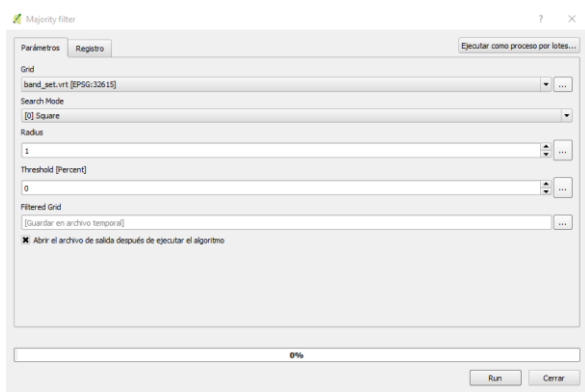 Majority filter
?
Parámetros Registro Ejecutar como proceso por lotes...
Grid
band_set.vrt [EPSG:32615] ...
Search Mode
[0] Square
Radius
1 ...
Threshold [Percent]
0 ...
Filtered Grid
[Guardar en archivo temporal] ...
Abrir el archivo de salida después de ejecutar el algoritmo
0%
Run Cerrar